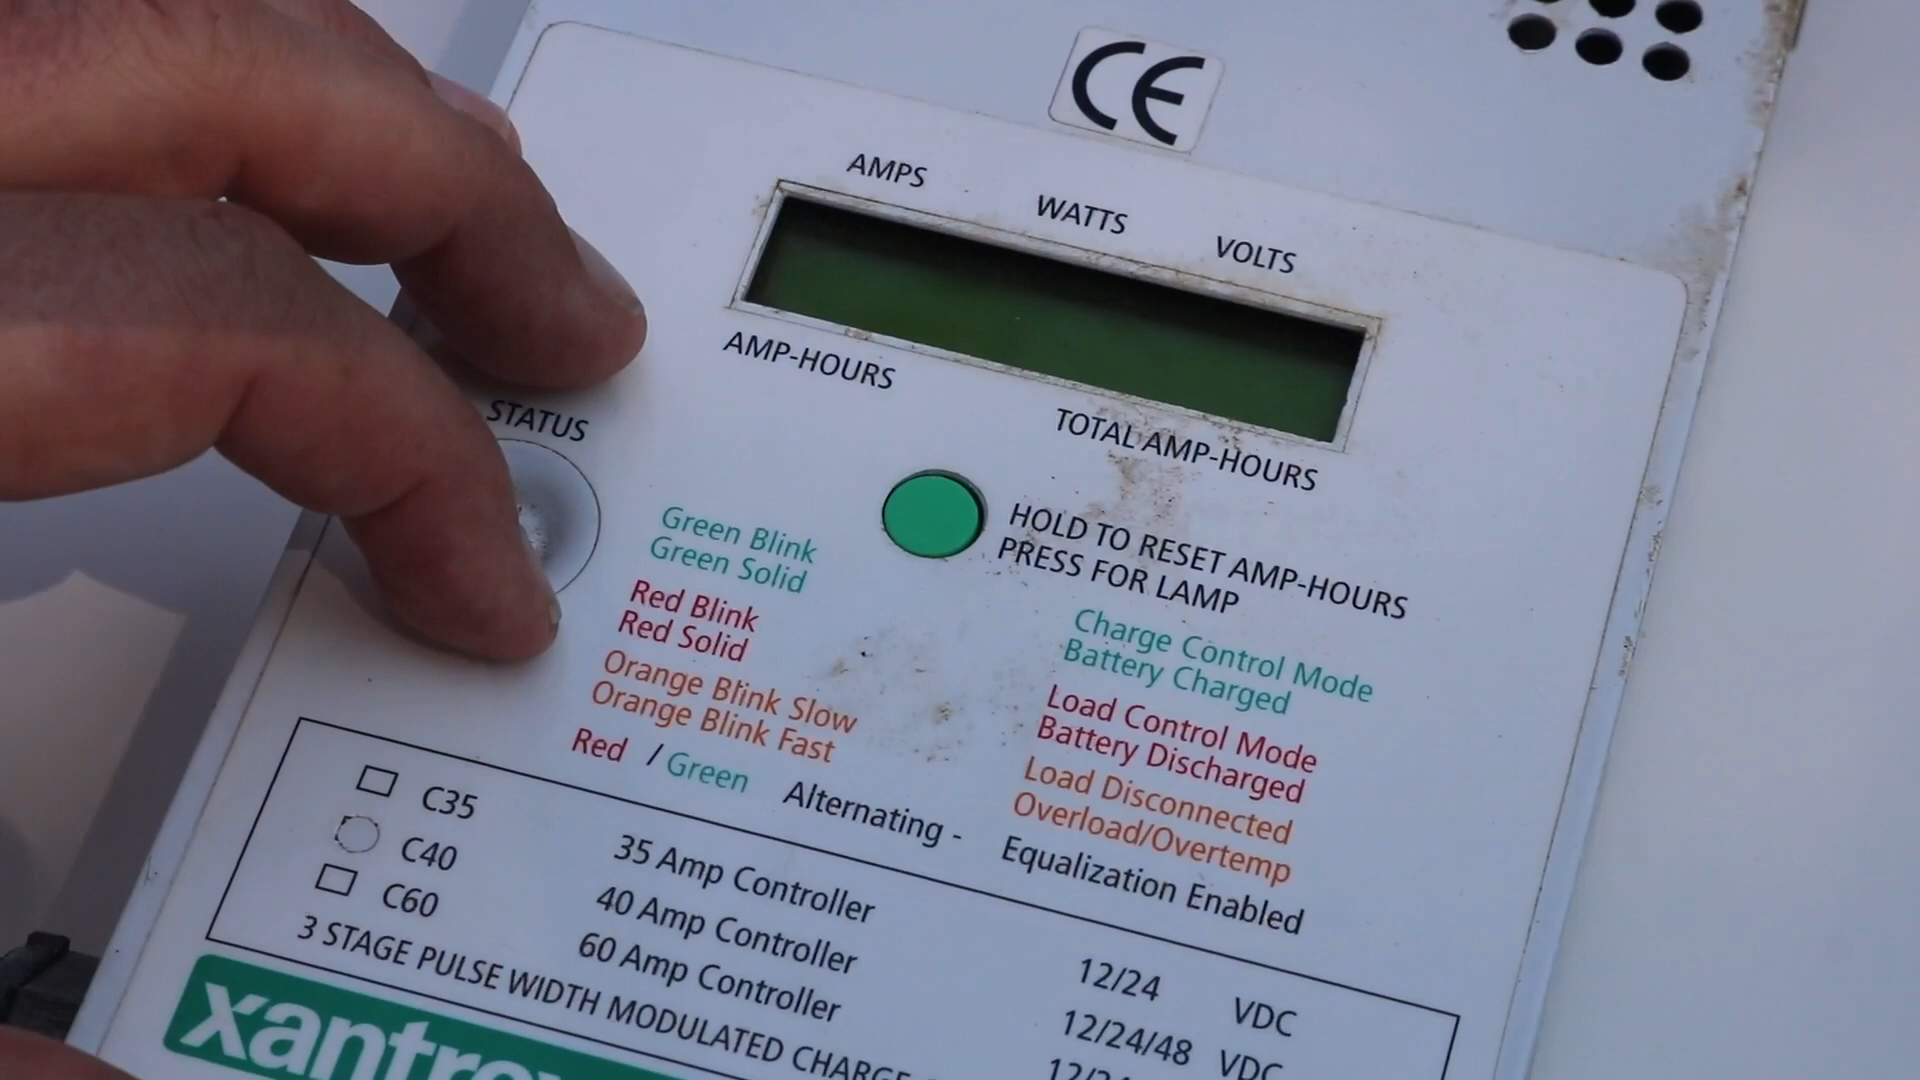 CE
AMPS WATTS VOLTS
AMP-HOURS TOTAL AMP-HOURS
STATUS
HOLD TO RESET AMP-HOURS
PRESS FOR LAMP
Green Blink Charge Control Mode
Green Solid Battery Charged
Red Blink Load Control Mode
Red Solid Battery Discharged
Orange Blink Slow Load Disconnected
Orange Blink Fast Overload/Overtemp
Red / Green Alternating - Equalization Enabled
C35 35 Amp Controller 12/24 VDC
C40 40 Amp Controller 12/24/48 VDC
C60 60 Amp Controller
3 STAGE PULSE WIDTH MODULATED CHARGE